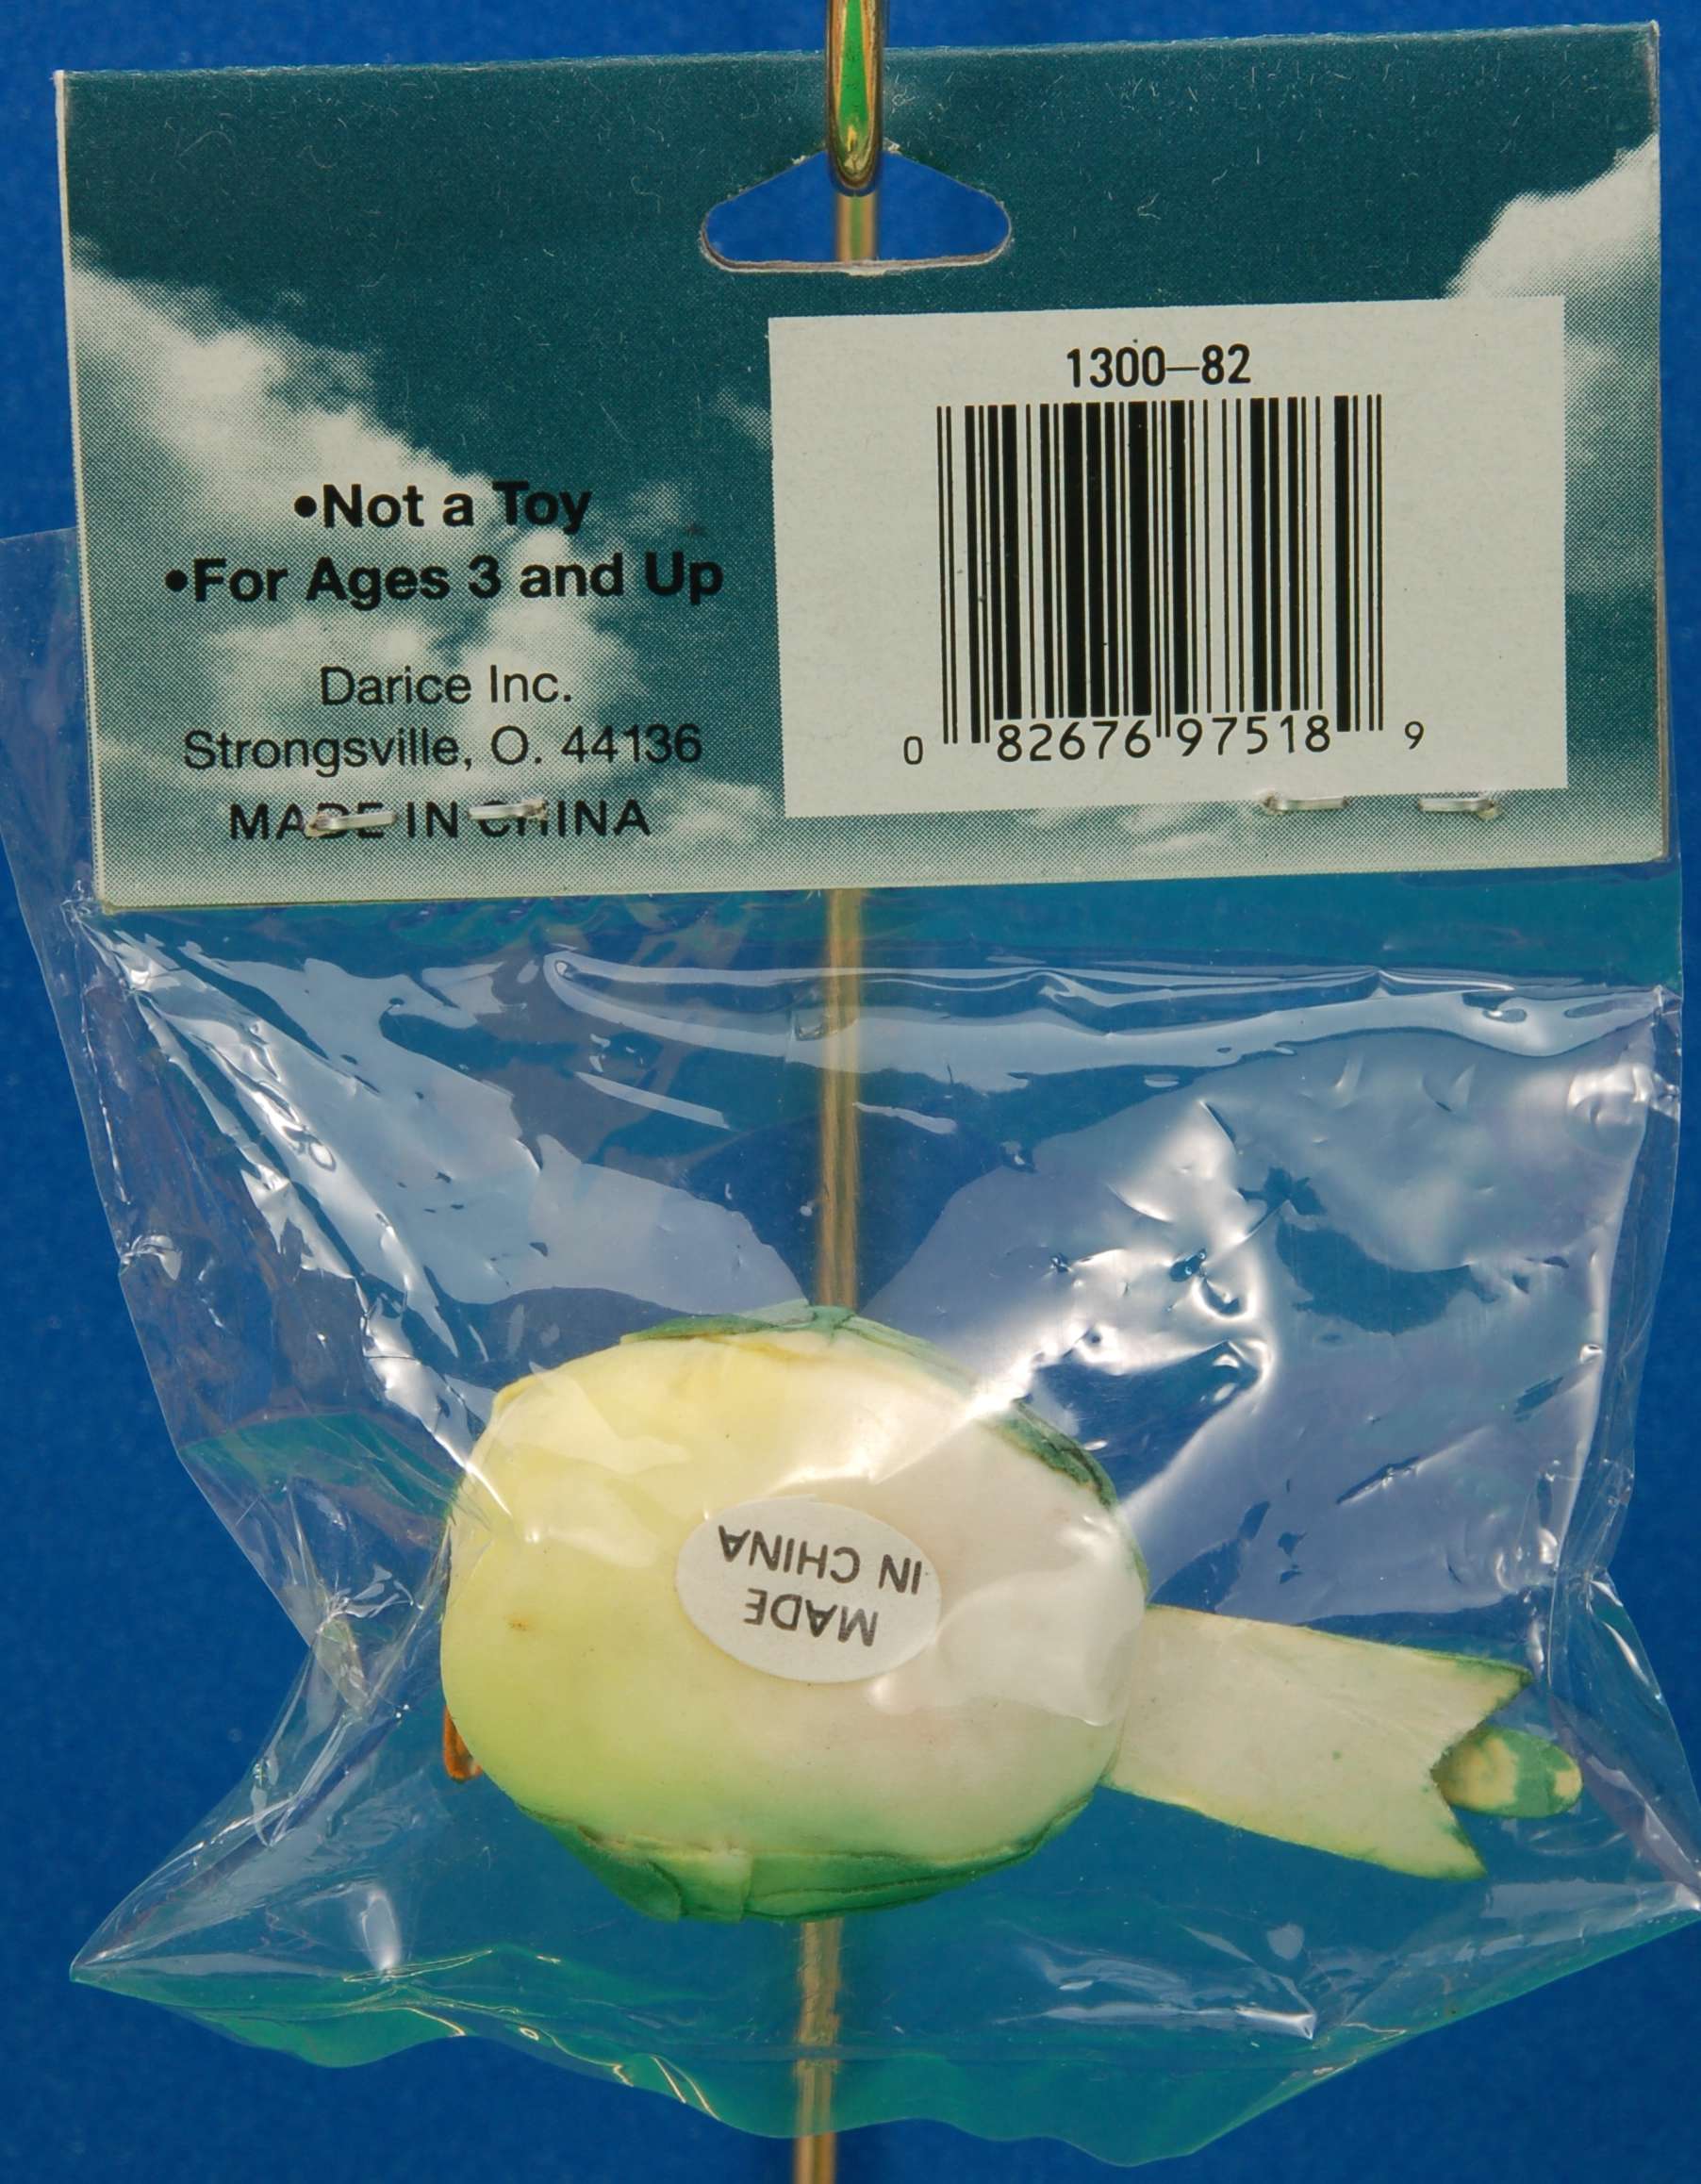 •Not a Toy
•For Ages 3 and Up
Darice Inc.
Strongsville, O. 44136
MADE IN CHINA
1300-82
0 82676 97518 9
MADE
IN CHINA